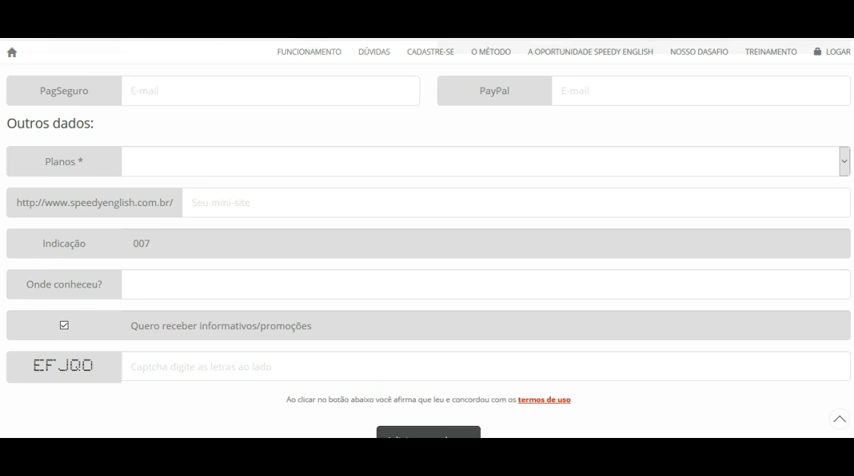 FUNCIONAMENTO DÚVIDAS CADASTRE-SE O MÉTODO A OPORTUNIDADE SPEEDY ENGLISH NOSSO DASAFIO TREINAMENTO LOGAR
PagSeguro E-mail PayPal E-mail
Outros dados:
Planos *
http://www.speedyenglish.com.br/ Seu mini-site
Indicação 007
Onde conheceu?
Quero receber informativos/promoções
EFJQO Captcha digite as letras ao lado
Ao clicar no botão abaixo você afirma que leu e concordou com os termos de uso